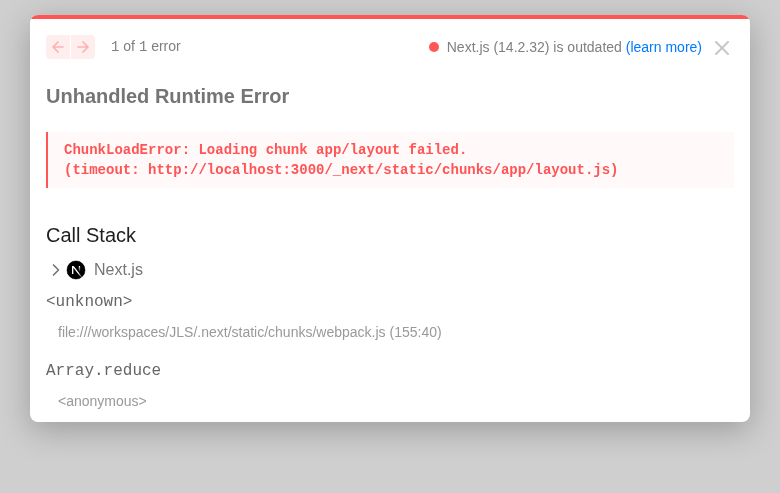 1 of 1 error
Next.js (14.2.32) is outdated (learn more)
Unhandled Runtime Error
ChunkLoadError: Loading chunk app/layout failed.
(timeout: http://localhost:3000/_next/static/chunks/app/layout.js)
Call Stack
N Next.js
<unknown>
file:///workspaces/JLS/.next/static/chunks/webpack.js (155:40)
Array.reduce
<anonymous>